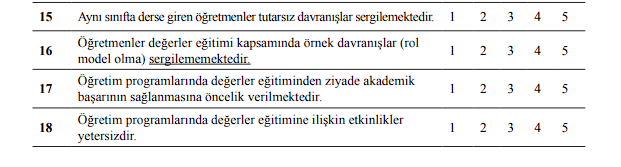 15 Aynı sınıfta derse giren öğretmenler tutarsız davranışlar sergilemektedir. 1 2 3 4 5
Öğretmenler değerler eğitimi kapsamında örnek davranışlar (rol
16 model olma) sergilememektedir. 1 2 3 4 5
Öğretim programlarında değerler eğitiminden ziyade akademik
17 başarının sağlanmasına öncelik verilmektedir. 1 2 3 4 5
Öğretim programlarında değerler eğitimine ilişkin etkinlikler
18 yetersizdir. 1 2 3 4 5